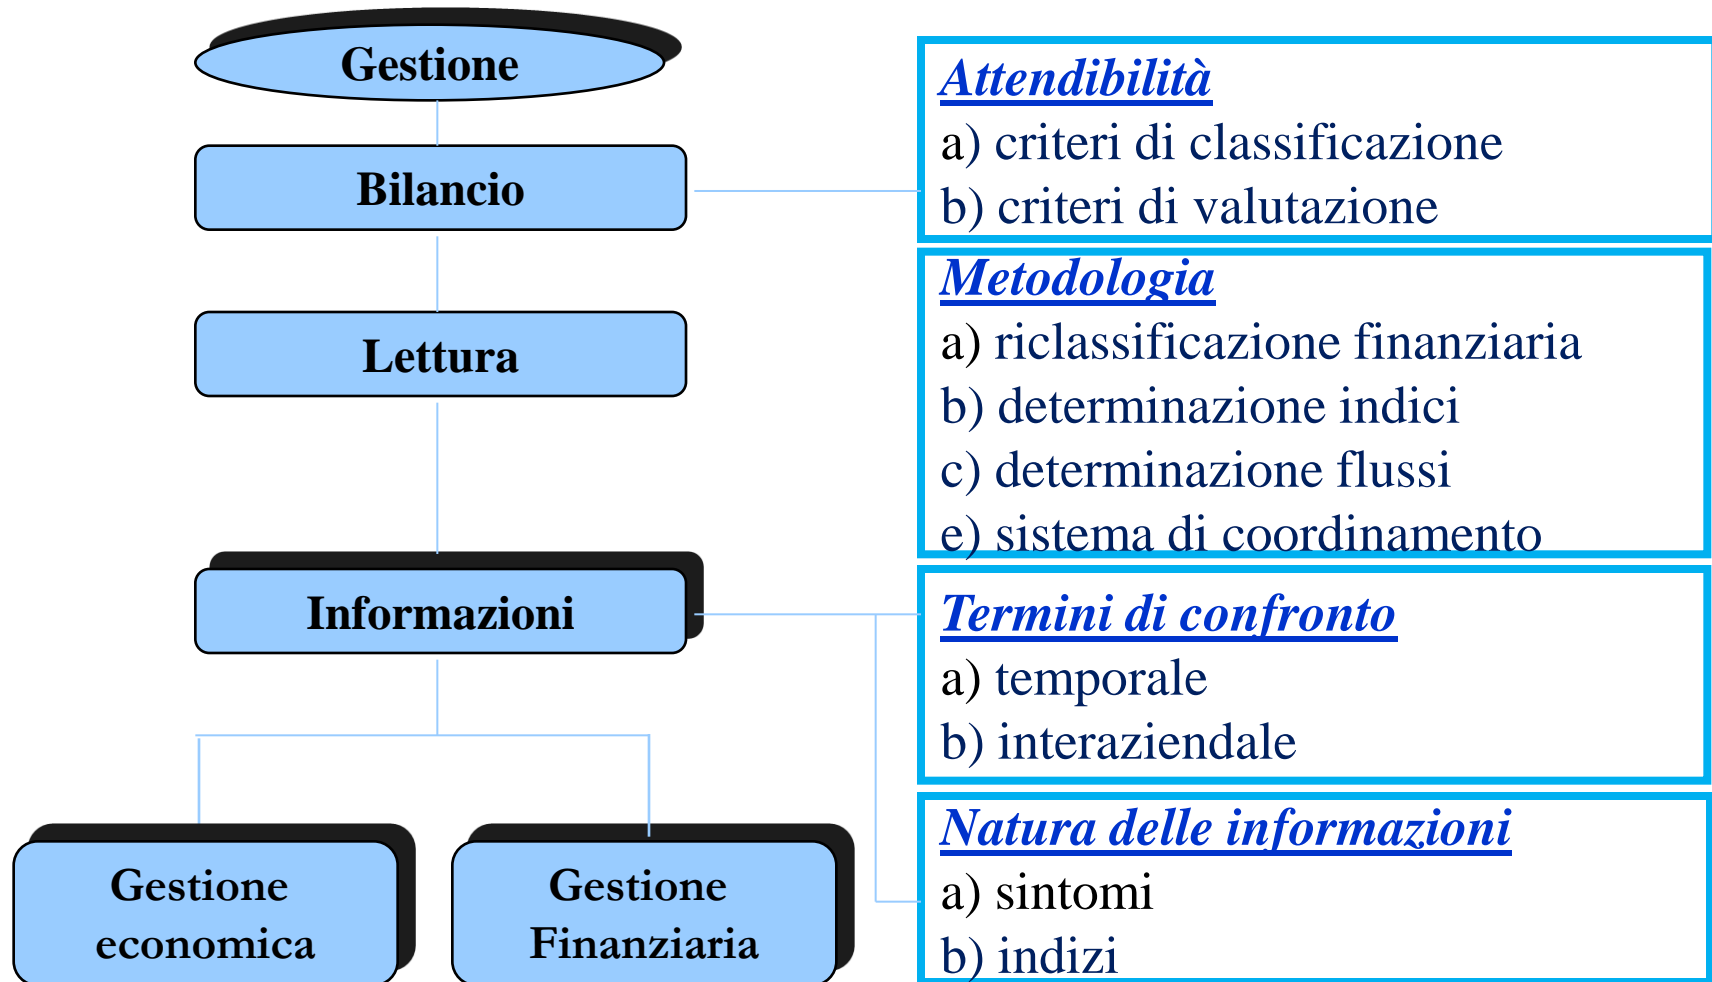 Gestione
Bilancio
Lettura
Informazioni
Gestione
economica
Gestione
Finanziaria
Attendibilità
a) criteri di classificazione
b) criteri di valutazione
Metodologia
a) riclassificazione finanziaria
b) determinazione indici
c) determinazione flussi
e) sistema di coordinamento
Termini di confronto
a) temporale
b) interaziendale
Natura delle informazioni
a) sintomi
b) indizi